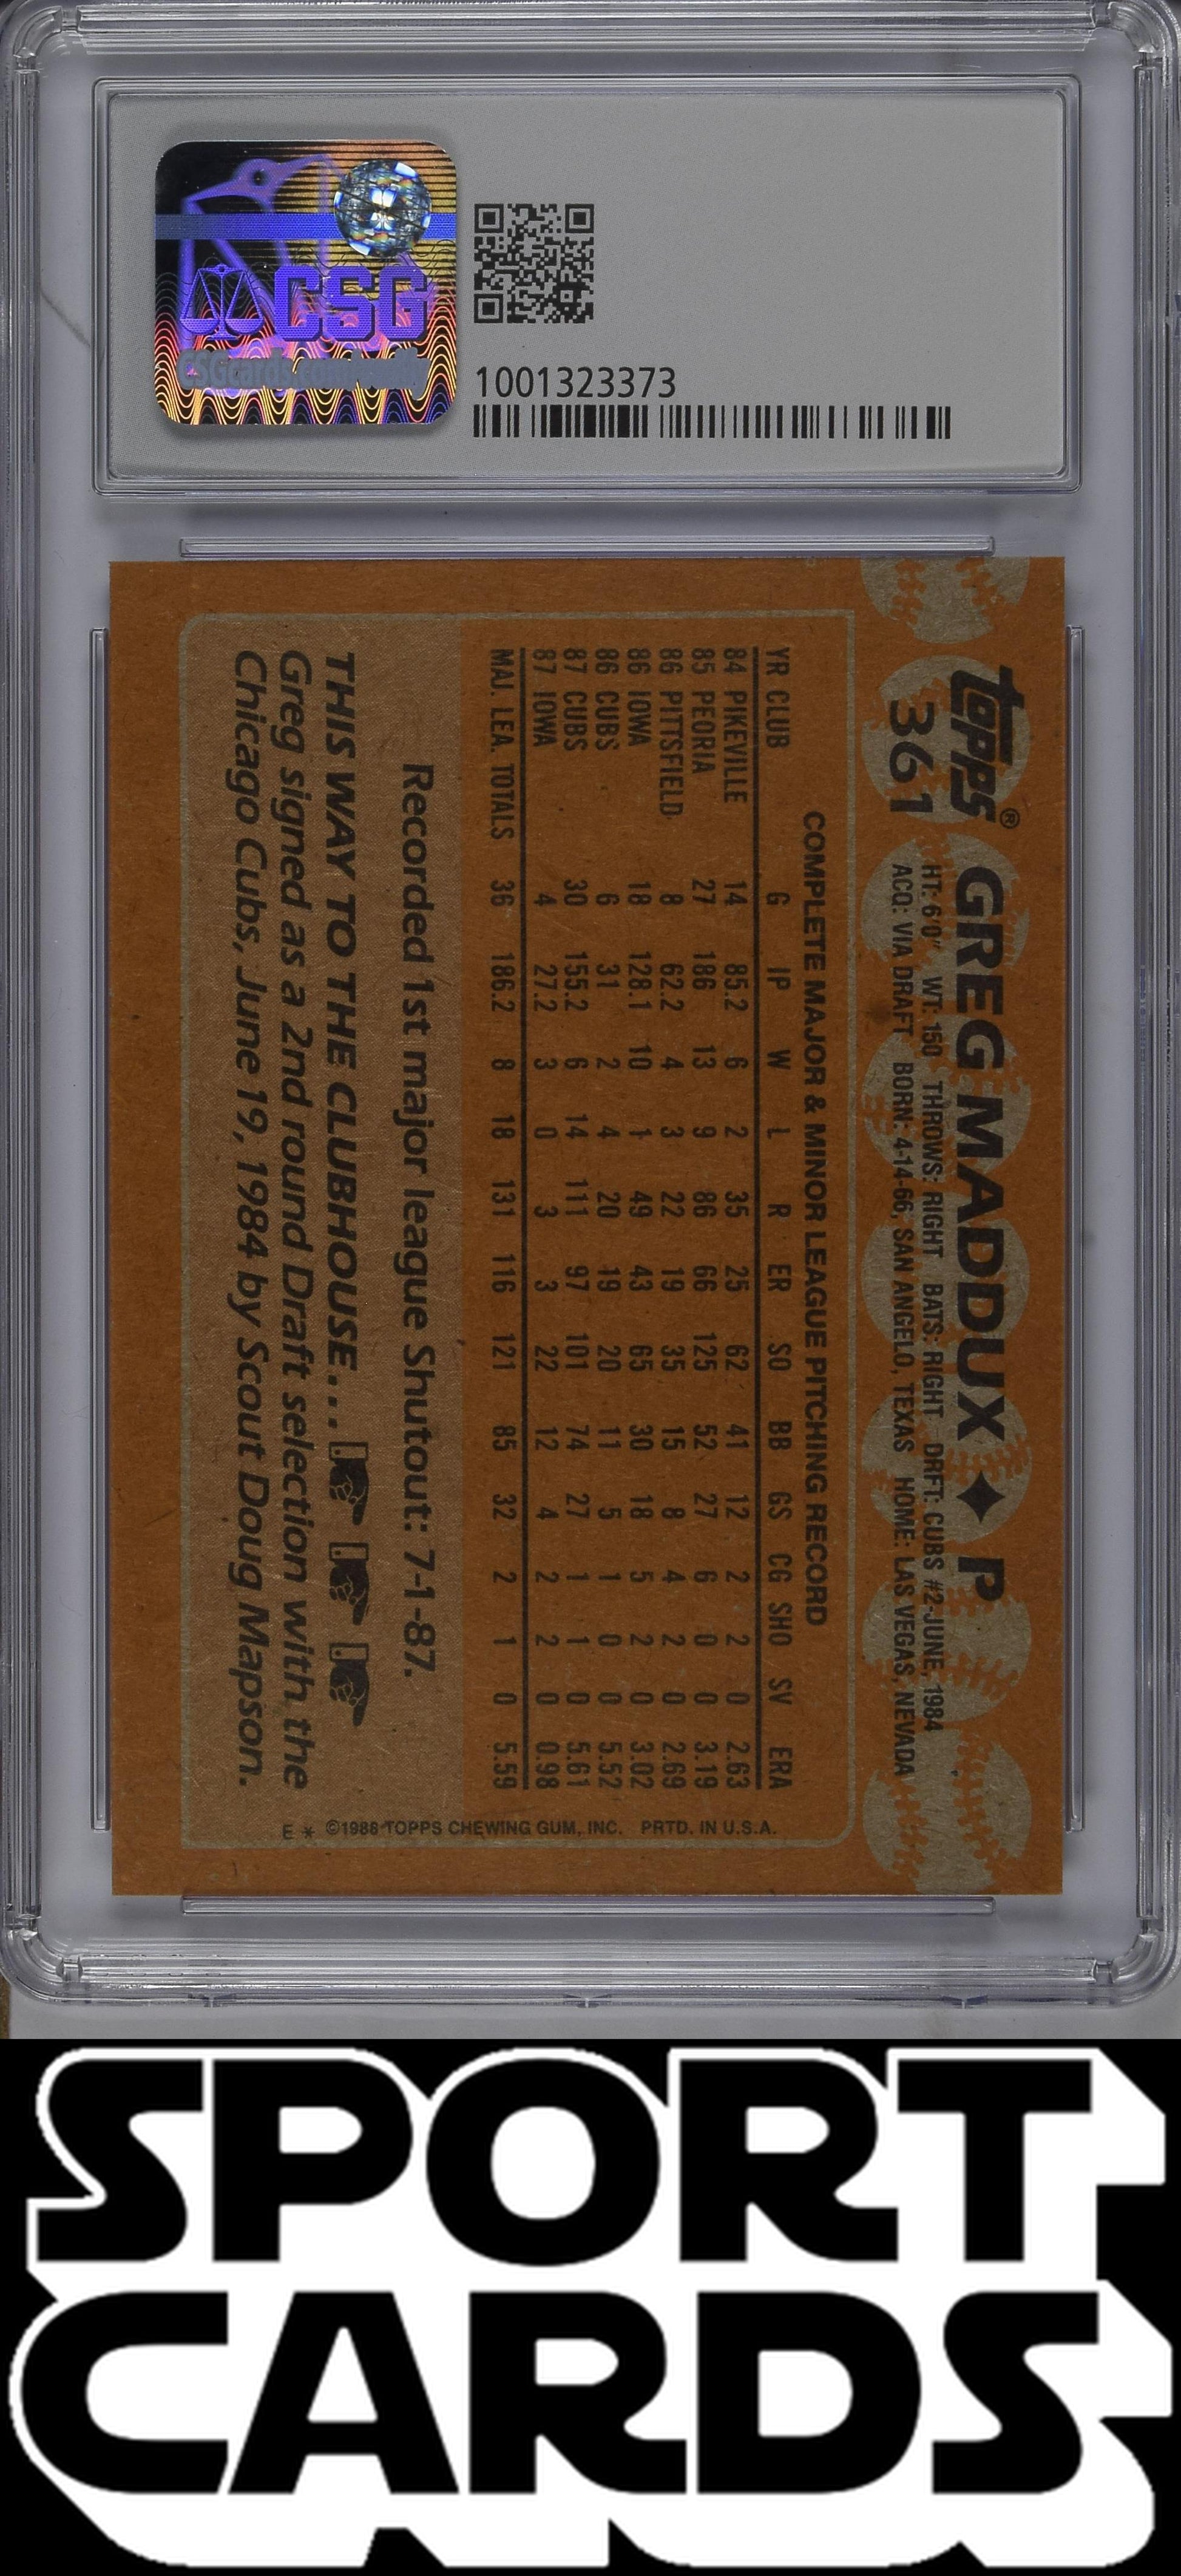 CSG
1001323373
topps®
361
GREG MADDUX ◆ P
HT: 6'0" WT: 150 THROWS: RIGHT BATS: RIGHT DRFT: CUBS #2-JUNE, 1984
ACQ: VIA DRAFT BORN: 4-14-66, SAN ANGELO, TEXAS HOME: LAS VEGAS, NEVADA
COMPLETE MAJOR & MINOR LEAGUE PITCHING RECORD
YR CLUB G IP W L R ER SO BB GS CG SHO SV ERA
84 PIKEVILLE 14 85.2 6 2 35 25 62 41 12 2 2 0 2.63
85 PEORIA 27 186 13 9 86 66 125 52 27 6 0 0 3.19
86 PITTSFIELD 8 62.2 4 3 22 19 35 15 8 4 2 0 2.69
86 IOWA 18 128.1 10 1 49 43 65 30 18 5 2 0 3.02
86 CUBS 6 31 2 4 20 19 20 11 5 1 0 0 5.52
87 CUBS 30 155.2 6 14 111 97 101 74 27 1 1 0 5.61
87 IOWA 4 27.2 3 0 3 3 22 12 4 2 2 0 0.98
MAJ. LEA. TOTALS 36 186.2 8 18 131 116 121 85 32 2 1 0 5.59
Recorded 1st major league Shutout: 7-1-87.
THIS WAY TO THE CLUBHOUSE...
Greg signed as a 2nd round Draft selection with the
Chicago Cubs, June 19, 1984 by Scout Doug Mapson.
E * ©1988 TOPPS CHEWING GUM, INC. PRTD. IN U.S.A.
SPORT
CARDS